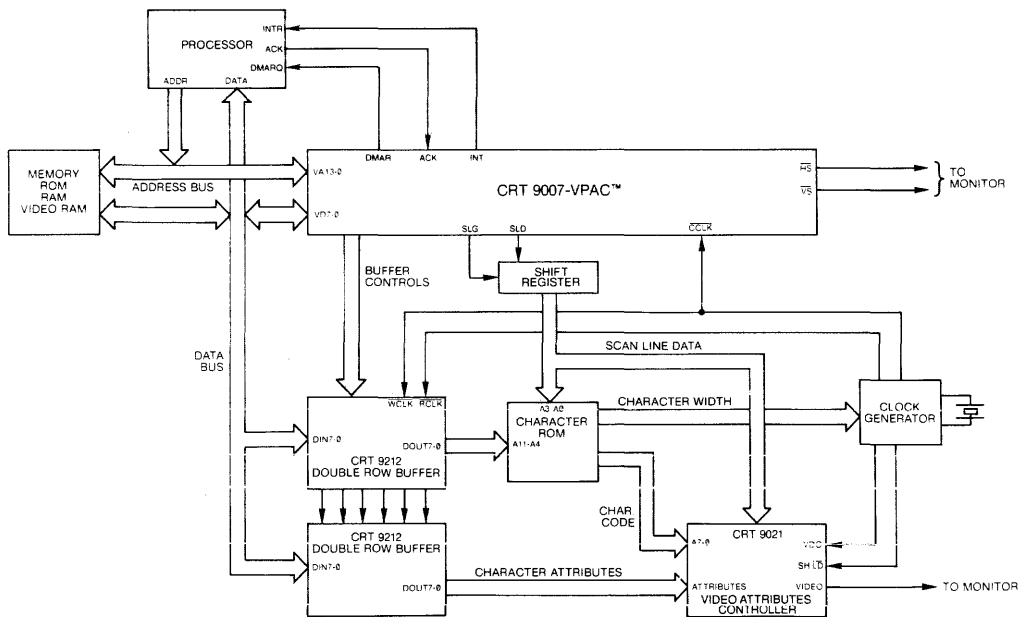 PROCESSOR
INTR
ACK
DMARQ
ADDR
DATA
MEMORY
ROM
RAM
VIDEO RAM
ADDRESS BUS
DMAR
ACK
INT
VA13-0
VD7-0
CRT 9007-VPAC™
HS
VS
TO
MONITOR
SLG
SLD
CCLK
BUFFER
CONTROLS
SHIFT
REGISTER
SCAN LINE DATA
DATA
BUS
WCLK
RCLK
DIN7-0
DOUT7-0
CRT 9212
DOUBLE ROW BUFFER
A3 A0
CHARACTER
ROM
A11-A4
CHARACTER WIDTH
CLOCK
GENERATOR
CHAR
CODE
CRT 9212
DOUBLE ROW BUFFER
DIN7-0
DOUT7-0
CHARACTER ATTRIBUTES
CRT 9021
A7-0
VDC
SH LD
ATTRIBUTES
VIDEO
VIDEO ATTRIBUTES
CONTROLLER
TO MONITOR